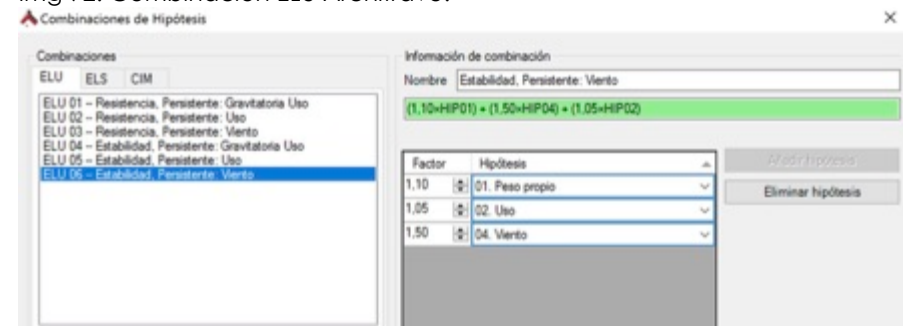 Combinaciones de Hipótesis
Combinaciones
ELU ELS CIM
ELU 01 – Resistencia, Persistente: Gravitatoria Uso
ELU 02 – Resistencia, Persistente: Uso
ELU 03 – Resistencia, Persistente: Viento
ELU 04 – Estabilidad, Persistente: Gravitatoria Uso
ELU 05 – Estabilidad, Persistente: Uso
ELU 06 – Estabilidad, Persistente: Viento
Información de combinación
Nombre Estabilidad, Persistente: Viento
(1,10×HIP01) + (1,50×HIP04) + (1,05×HIP02)
Factor Hipótesis
1,10 01. Peso propio
1,05 02. Uso
1,50 04. Viento
Añadir hipótesis
Eliminar hipótesis